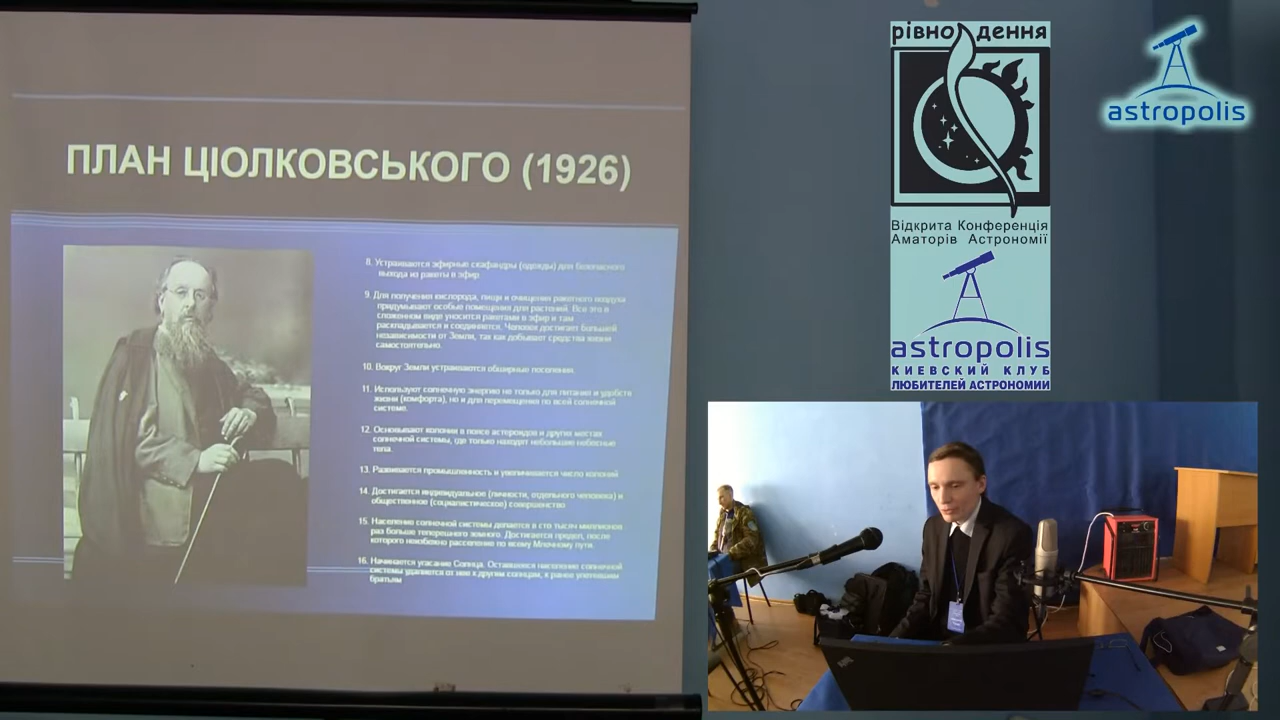 ПЛАН ЦІОЛКОВСЬКОГО (1926)
8. Устраиваются эфирные скафандры (одежды) для безопасного
выхода из ракеты в эфир.
9. Для получения кислорода, пищи и очищения ракетного воздуха
придумывают особые помещения для растений. Все это в
сложенном виде уносится ракетами в эфир и там
раскладывается и соединяется. Человек достигает большей
независимости от Земли, так как добывает средства жизни
самостоятельно.
10. Вокруг Земли устраиваются обширные поселения.
11. Используют солнечную энергию не только для питания и удобств
жизни (комфорта), но и для перемещения по всей солнечной
системе.
12. Основывают колонии в поясе астероидов и других местах
солнечной системы, где только находят небольшие небесные
тела.
13. Развивается промышленность и увеличивается число колоний.
14. Достигается индивидуальное (личности, отдельного человека) и
общественное (социалистическое) совершенство.
15. Население солнечной системы делается в сто тысяч миллионов
раз больше теперешнего земного. Достигается предел, после
которого неизбежно расселение по всему Млечному пути.
16. Начинается угасание Солнца. Оставшееся население солнечной
системы удаляется от нее к другим солнцам, к ранее улетевшим
братьям
рівнодення
Відкрита Конференція
Аматорів Астрономії
astropolis
КИЕВСКИЙ КЛУБ
ЛЮБИТЕЛЕЙ АСТРОНОМИИ
astropolis